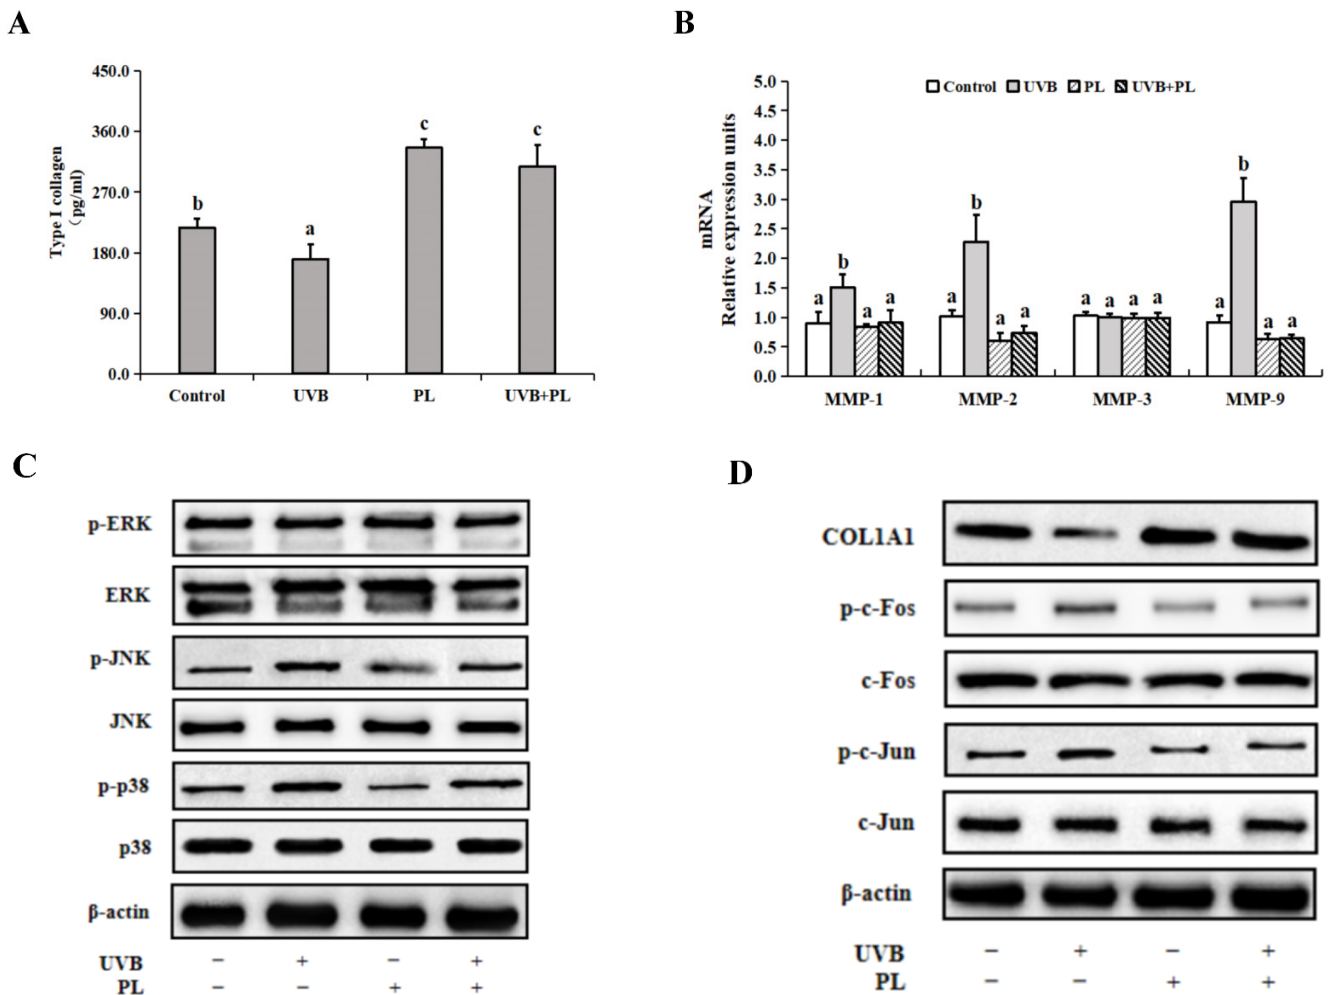 A
450.0
360.0
270.0
180.0
90.0
0.0
Type I collagen
(pg/ml)
b
a
c
c
Control UVB PL UVB+PL
B
5.0
4.5
4.0
3.5
3.0
2.5
2.0
1.5
1.0
0.5
0.0
mRNA
Relative expression units
Control UVB PL UVB+PL
a b a a
a b a a
a a a a
a b a a
MMP-1 MMP-2 MMP-3 MMP-9
C
p-ERK
ERK
p-JNK
JNK
p-p38
p38
β-actin
UVB − + − +
PL − − + +
D
COL1A1
p-c-Fos
c-Fos
p-c-Jun
c-Jun
β-actin
UVB − + − +
PL − − + +